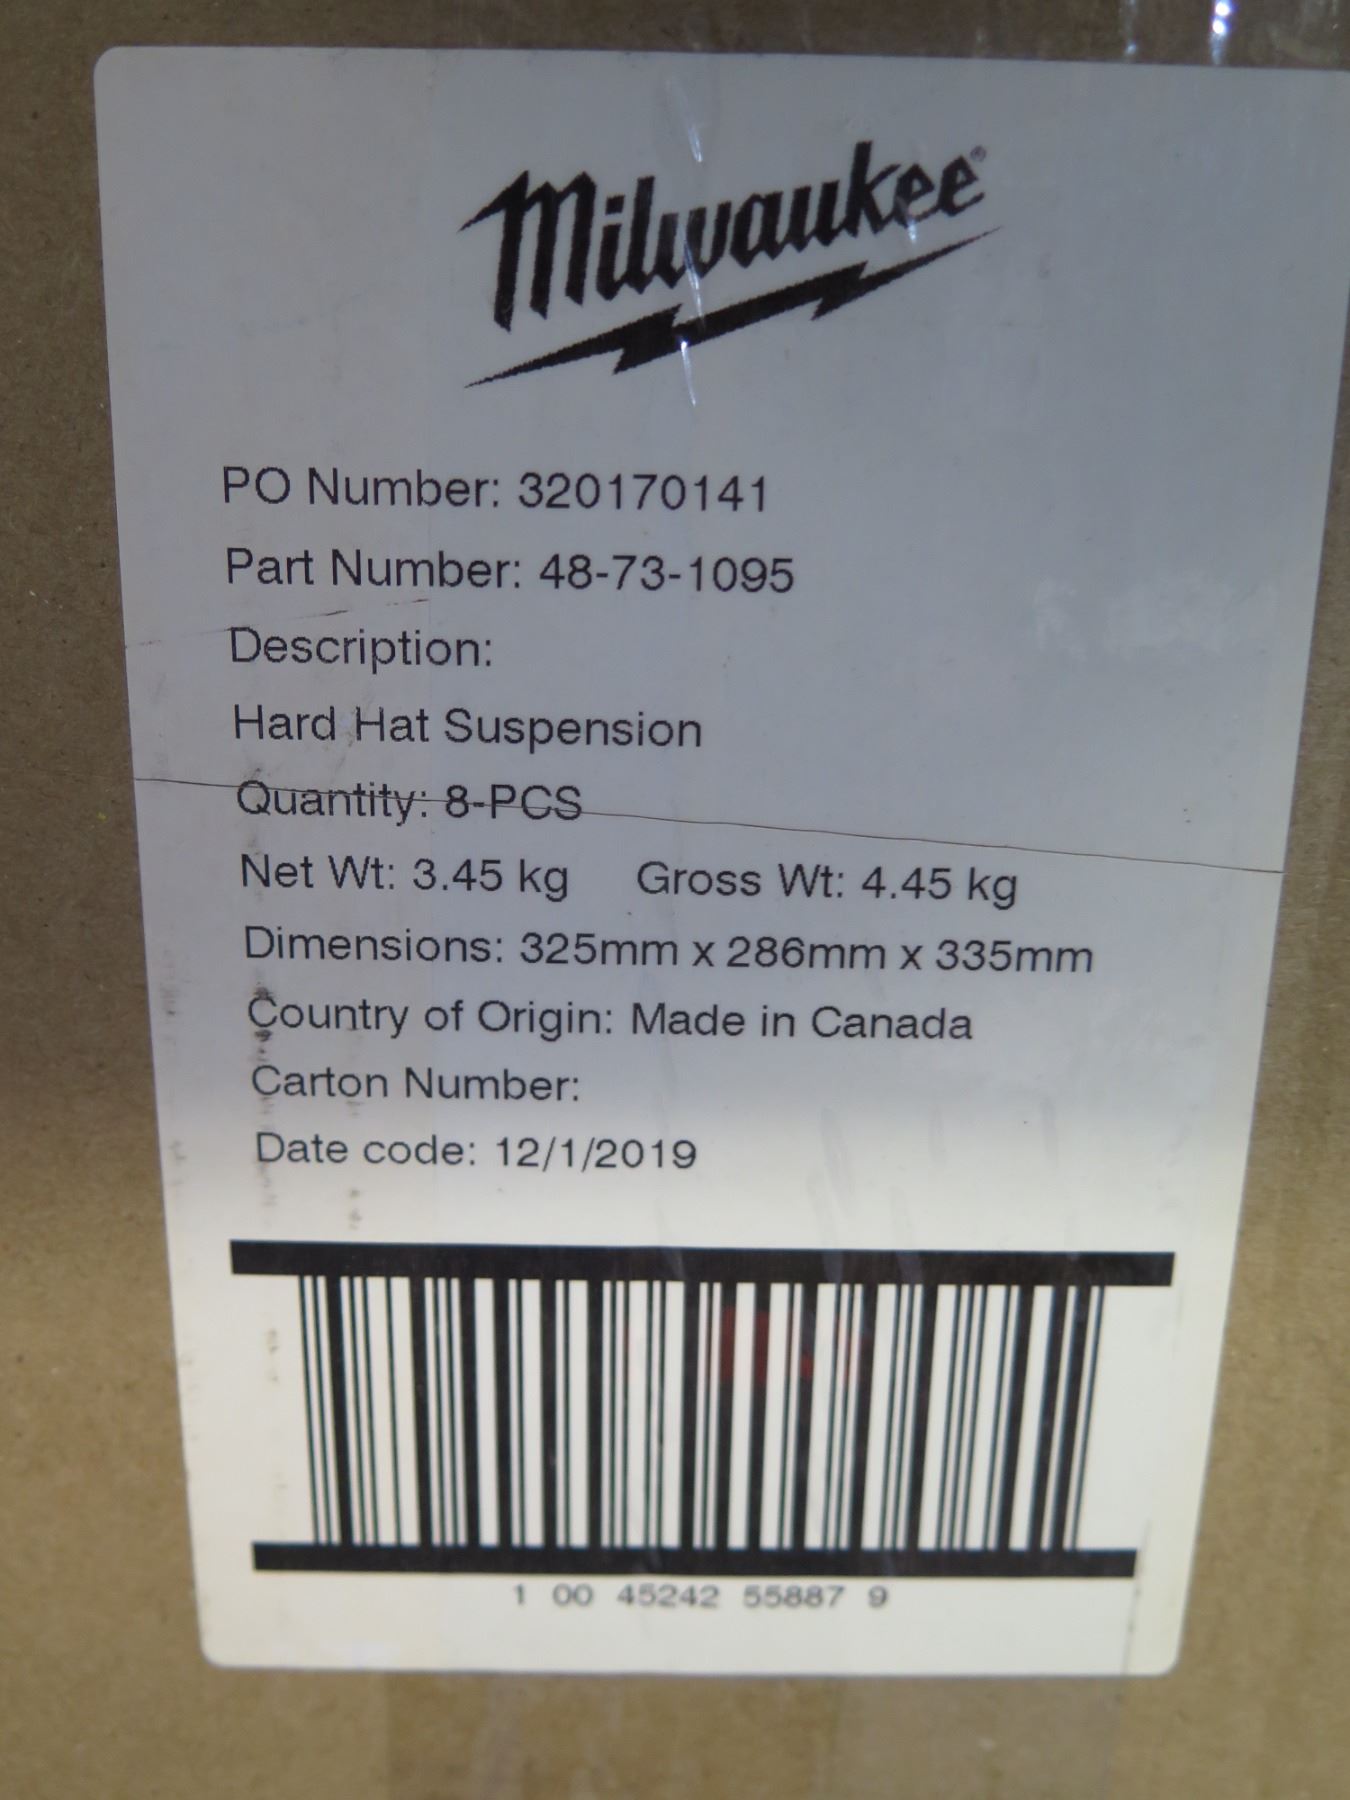 Milwaukee®
PO Number: 320170141
Part Number: 48-73-1095
Description:
Hard Hat Suspension
Quantity: 8-PCS
Net Wt: 3.45 kg Gross Wt: 4.45 kg
Dimensions: 325mm x 286mm x 335mm
Country of Origin: Made in Canada
Carton Number:
Date code: 12/1/2019
1 00 45242 55887 9